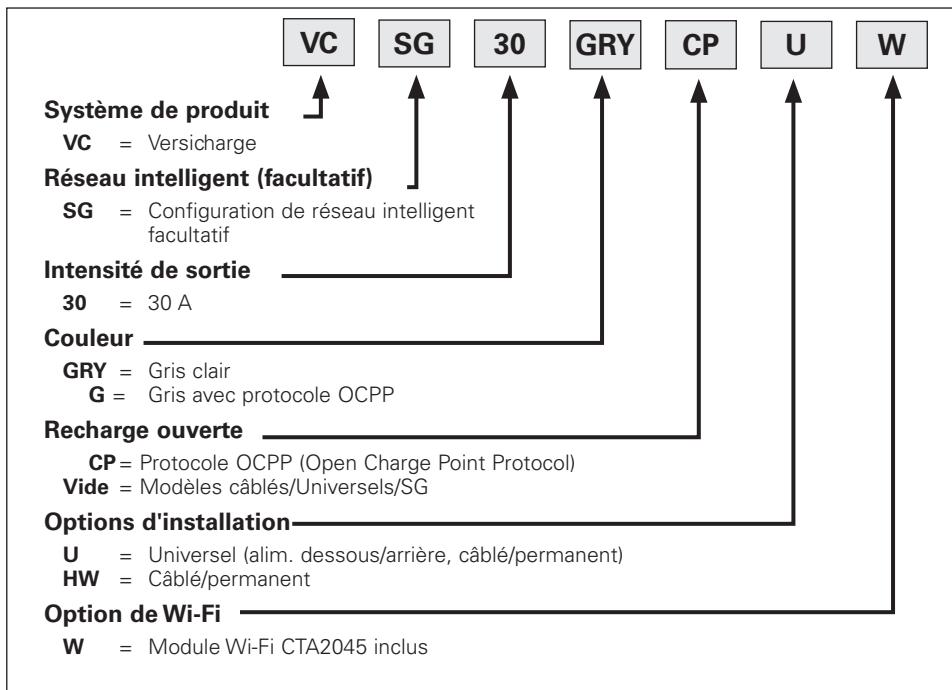 VC SG 30 GRY CP U W
Système de produit
VC = Versicharge
Réseau intelligent (facultatif)
SG = Configuration de réseau intelligent
facultatif
Intensité de sortie
30 = 30 A
Couleur
GRY = Gris clair
G = Gris avec protocole OCPP
Recharge ouverte
CP = Protocole OCPP (Open Charge Point Protocol)
Vide = Modèles câblés/Universels/SG
Options d'installation
U = Universel (alim. dessous/arrière, câblé/permanent)
HW = Câblé/permanent
Option de Wi-Fi
W = Module Wi-Fi CTA2045 inclus